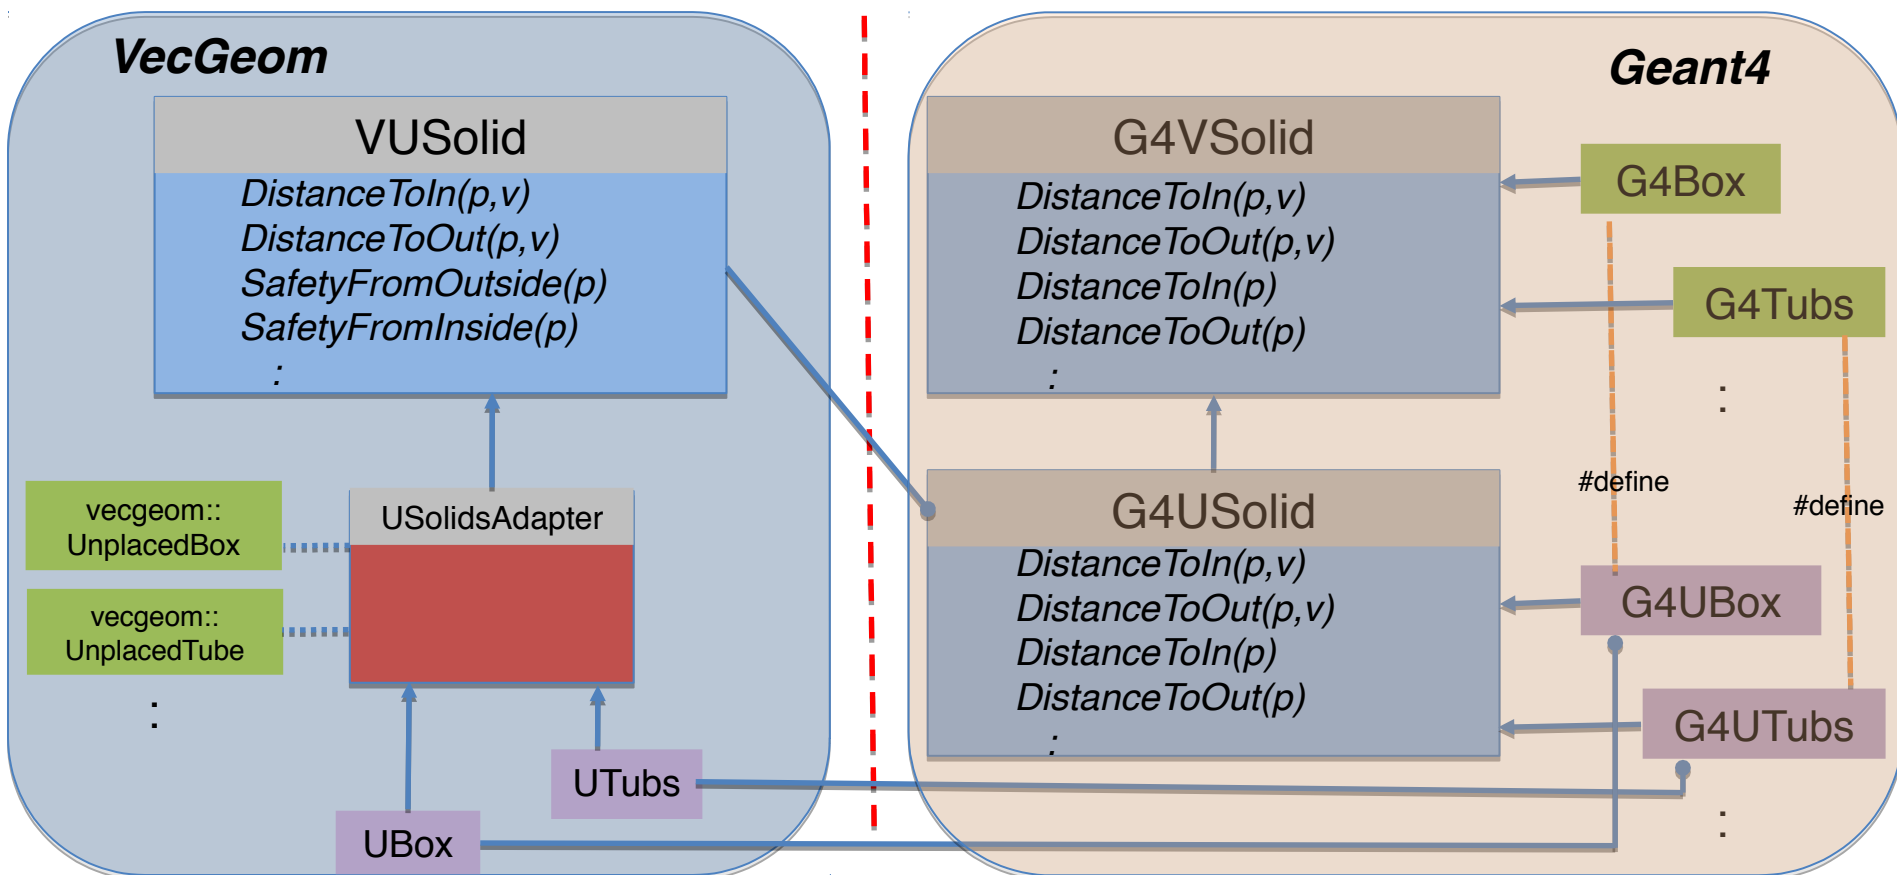 VecGeom
VUSolid
DistanceToIn(p,v)
DistanceToOut(p,v)
SafetyFromOutside(p)
SafetyFromInside(p)
:
vecgeom::
UnplacedBox
vecgeom::
UnplacedTube
:
USolidsAdapter
UTubs
UBox
Geant4
G4VSolid
DistanceToIn(p,v)
DistanceToOut(p,v)
DistanceToIn(p)
DistanceToOut(p)
:
G4Box
G4Tubs
:
#define
#define
G4USolid
DistanceToIn(p,v)
DistanceToOut(p,v)
DistanceToIn(p)
DistanceToOut(p)
:
G4UBox
G4UTubs
: